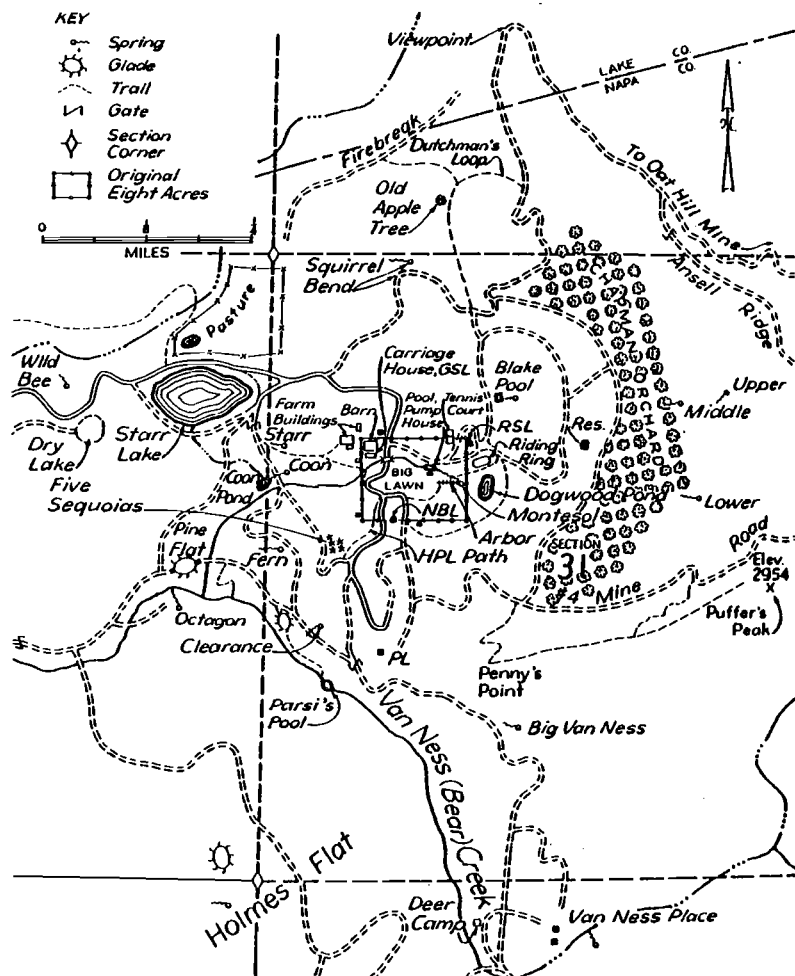 KEY
Spring
Glade
Trail
Gate
Section
Corner
Original
Eight Acres
0
MILES
Viewpoint
LAKE CO.
NAPA CO.
Firebreak
Dutchman's
Loop
Old
Apple
Tree
To Oat Hill Mine
Ansell
Ridge
Squirrel
Bend
CHAPMAN ORCHARDS
Pasture
Wild
Bee
Carriage
House, GSL
Blake
Pool
Upper
Middle
Lower
Farm
Buildings
Barn
Pool,
Pump
House
Tennis
Court
RSL
Riding
Ring
Res.
Starr
Starr
Lake
Dry
Lake
Five
Sequoias
Coon
Pond
Coon
BIG
LAWN
Dogwood Pond
Montesol
NBL
Arbor
Pine
Flat
Fern
HPL Path
SECTION
31
4 Mine
Road
Elev.
2954
X
Puffer's
Peak
Octagon
Clearance
PL
Penny's
Point
Parsi's
Pool
Van Ness (Bear) Creek
Big Van Ness
Holmes Flat
Deer
Camp
Van Ness Place